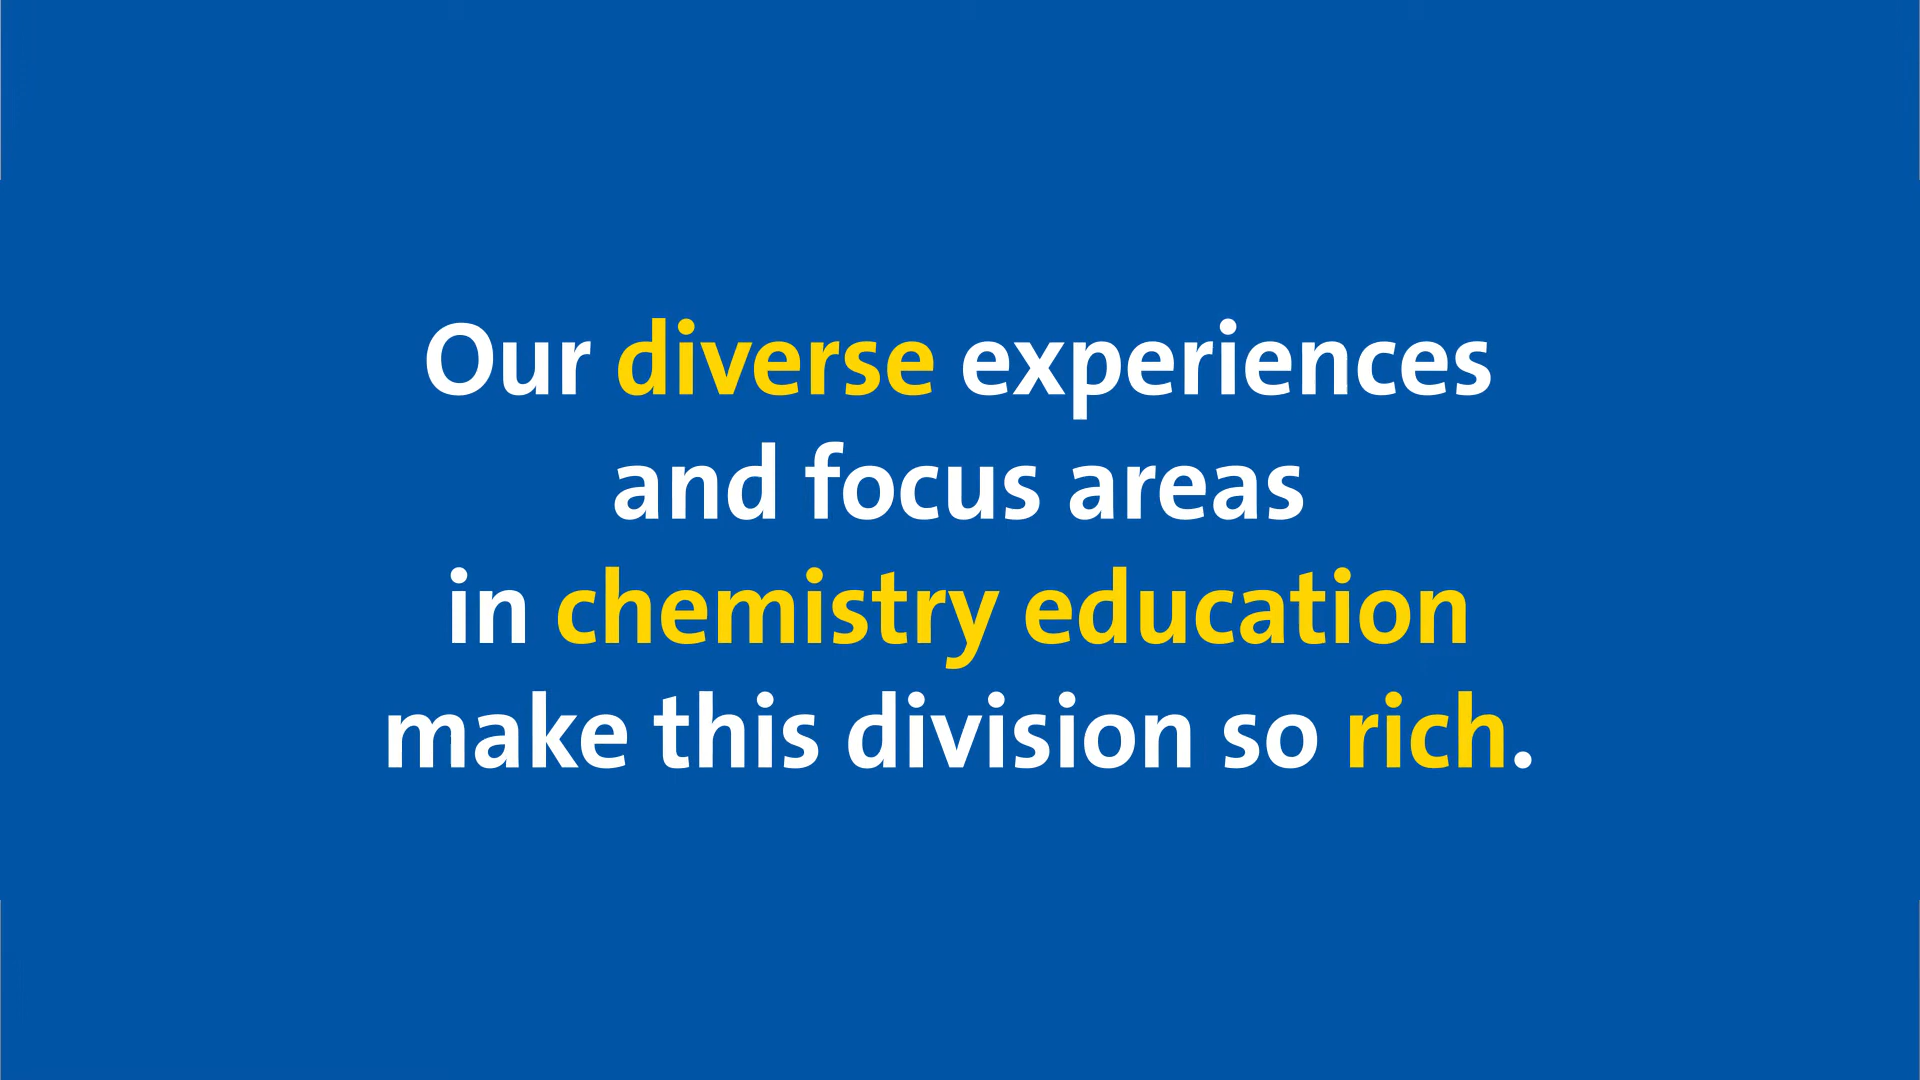 Our diverse experiences
and focus areas
in chemistry education
make this division so rich.